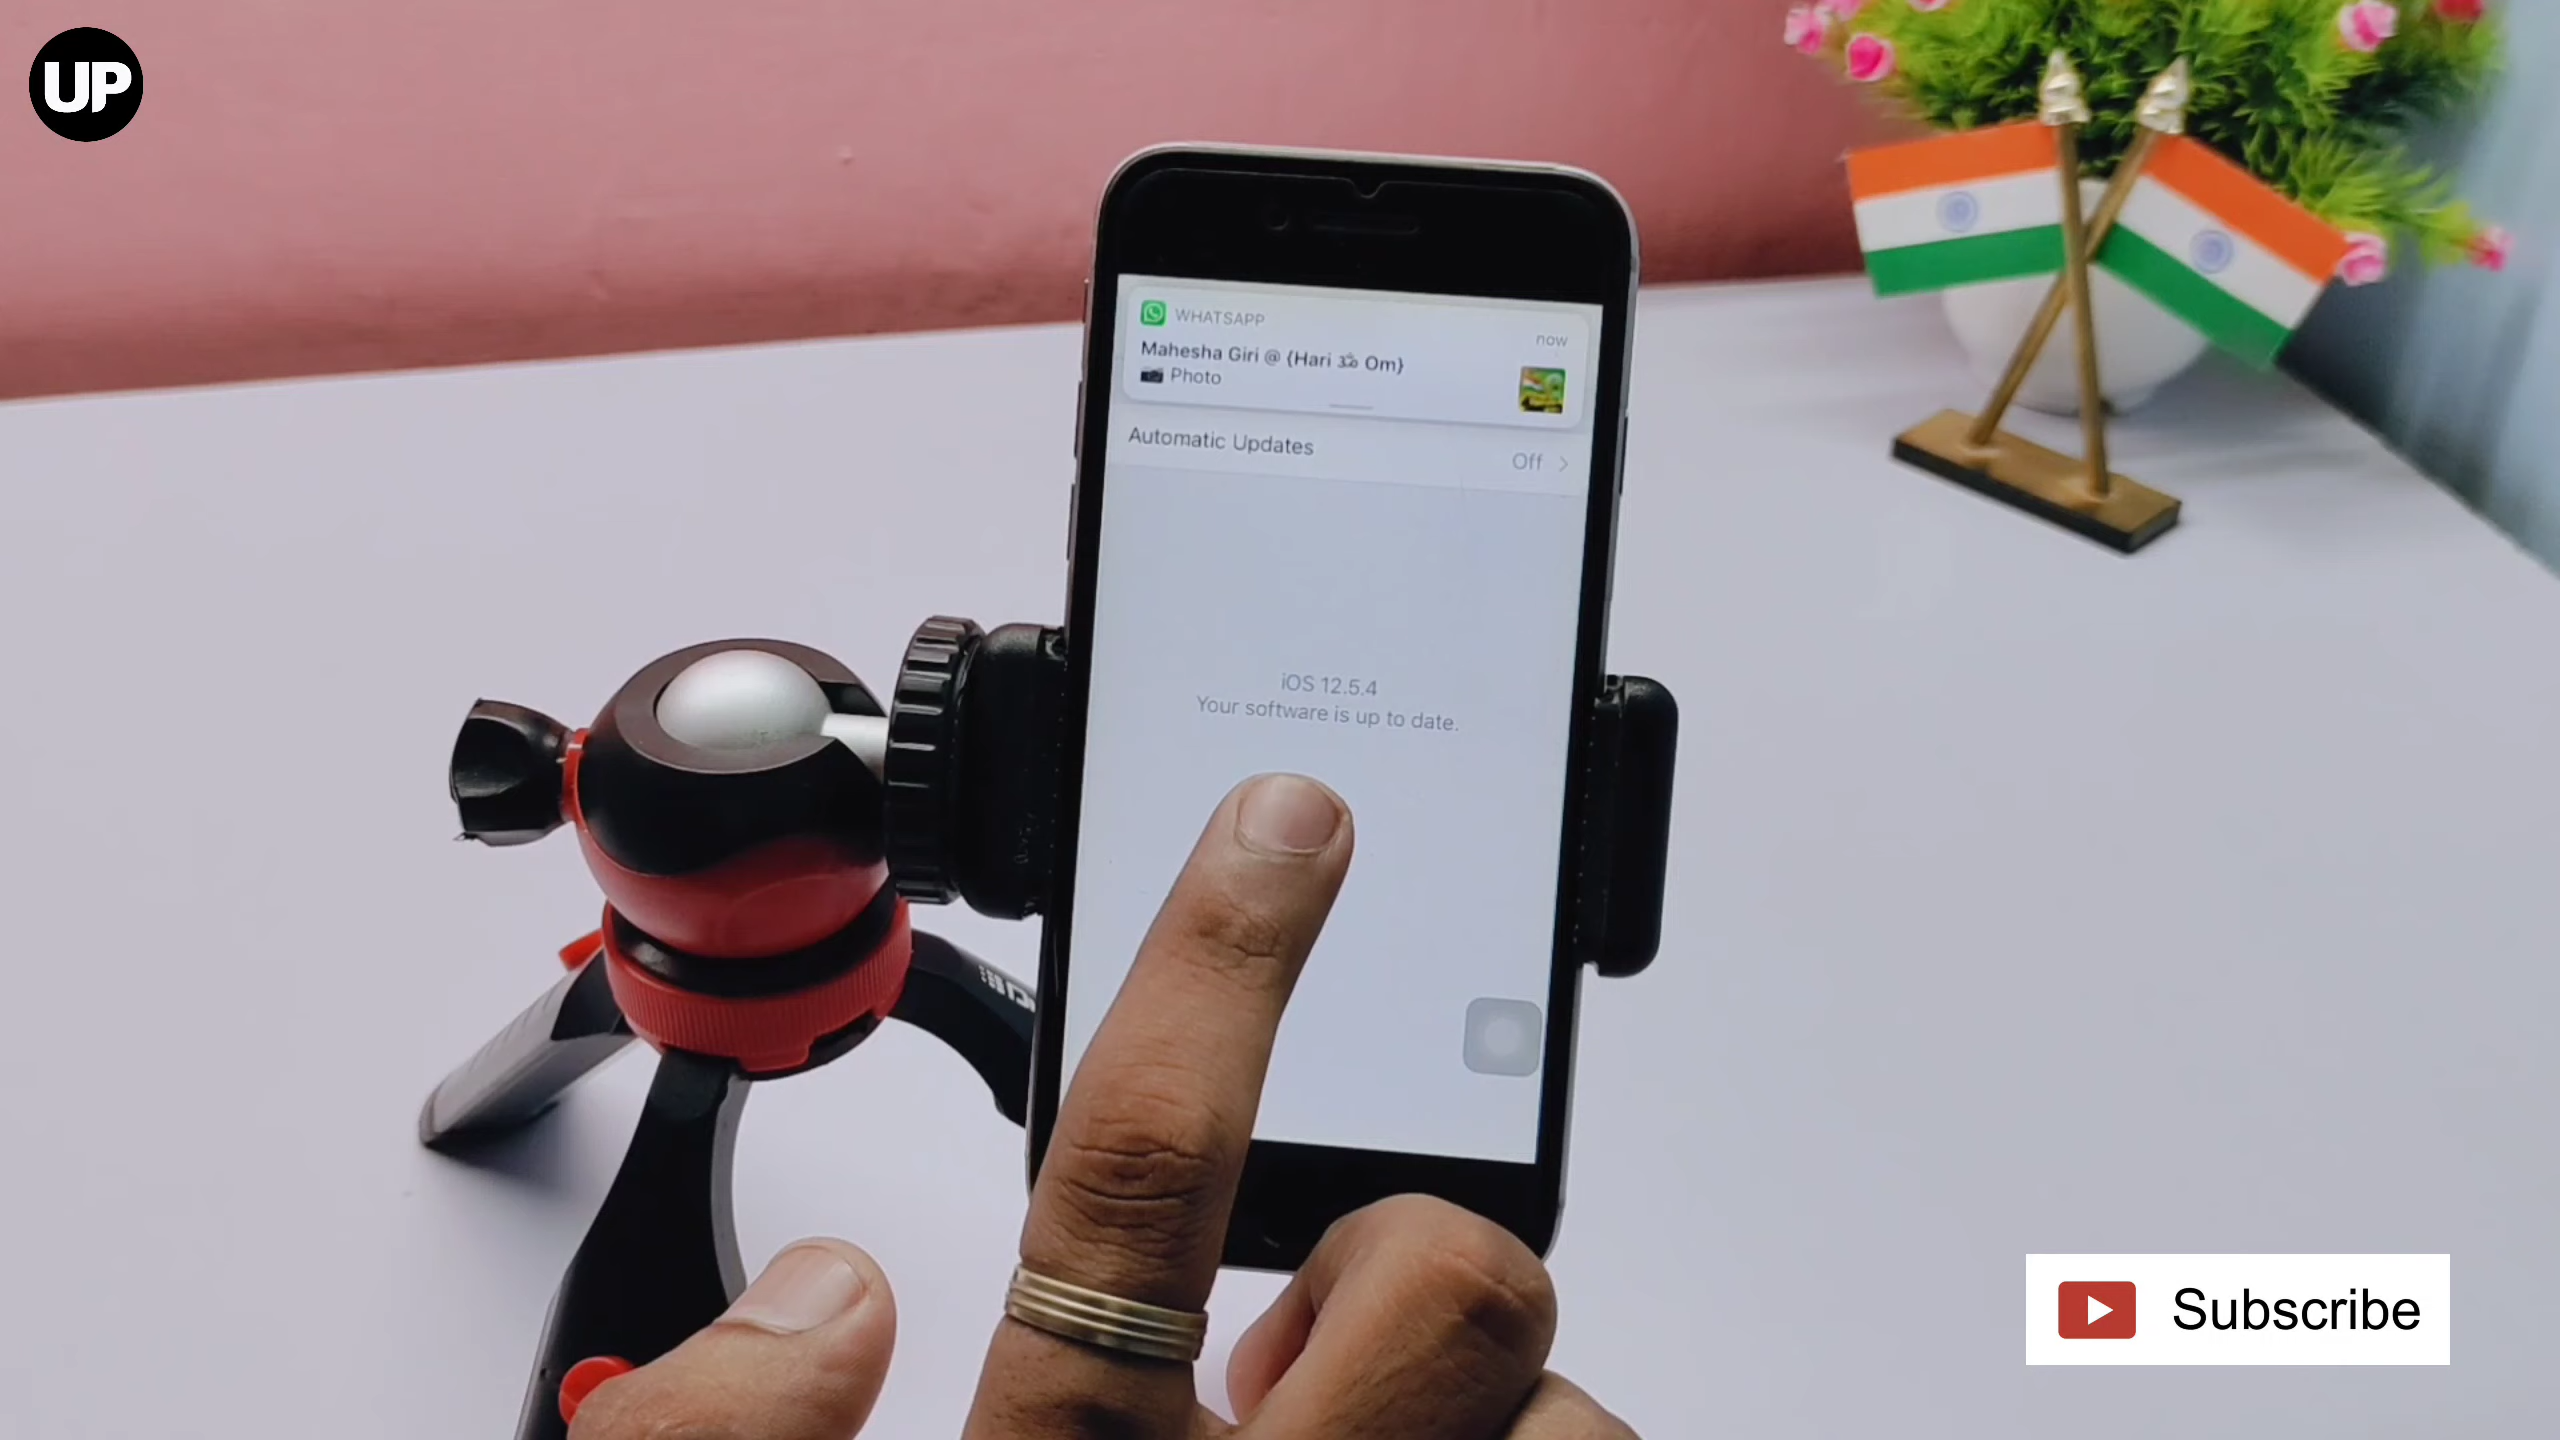 UP
WHATSAPP
now
Mahesha Giri @ {Hari ॐ Om}
Photo
Automatic Updates
Off
iOS 12.5.4
Your software is up to date.
Subscribe